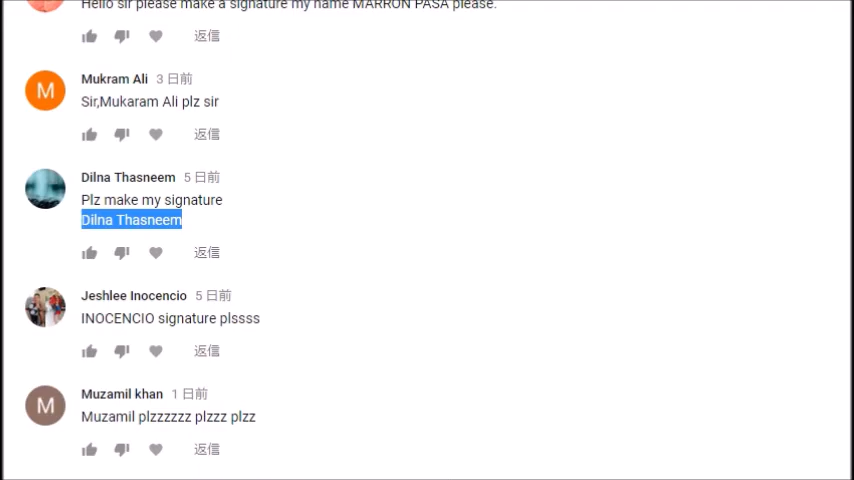 Hello sir please make a signature my name MARRON PASA please.
返信
M
Mukram Ali 3 日前
Sir,Mukaram Ali plz sir
返信
Dilna Thasneem 5 日前
Plz make my signature
Dilna Thasneem
返信
Jeshlee Inocencio 5 日前
INOCENCIO signature plssss
返信
M
Muzamil khan 1 日前
Muzamil plzzzzzz plzzz plzz
返信